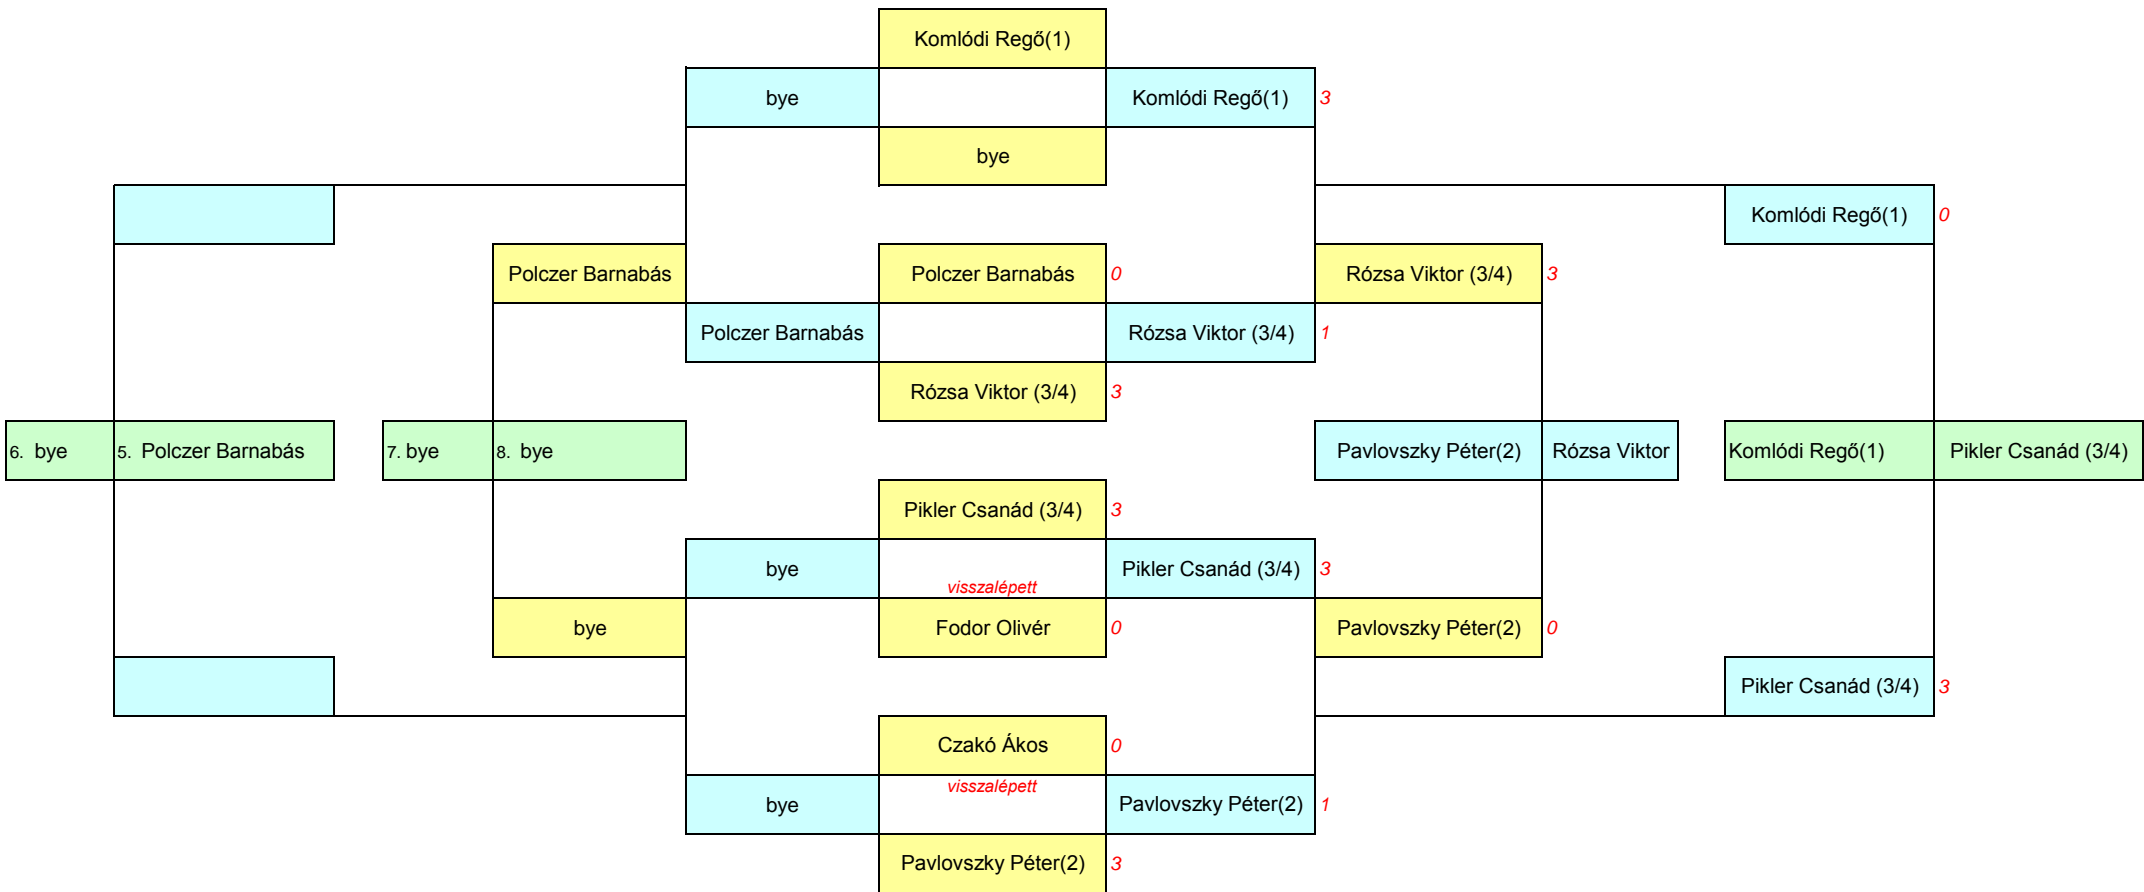 Komlódi Regő(1)
bye Komlódi Regő(1) 3
bye
Komlódi Regő(1) 0
Polczer Barnabás Polczer Barnabás 0 Rózsa Viktor (3/4) 3
Polczer Barnabás Rózsa Viktor (3/4) 1
Rózsa Viktor (3/4) 3
6. bye 5. Polczer Barnabás 7. bye 8. bye Pavlovszky Péter(2) Rózsa Viktor Komlódi Regő(1) Pikler Csanád (3/4)
Pikler Csanád (3/4) 3
bye Pikler Csanád (3/4) 3
visszalépett
bye Fodor Olivér 0 Pavlovszky Péter(2) 0
Pikler Csanád (3/4) 3
Czakó Ákos 0
visszalépett
bye Pavlovszky Péter(2) 1
Pavlovszky Péter(2) 3